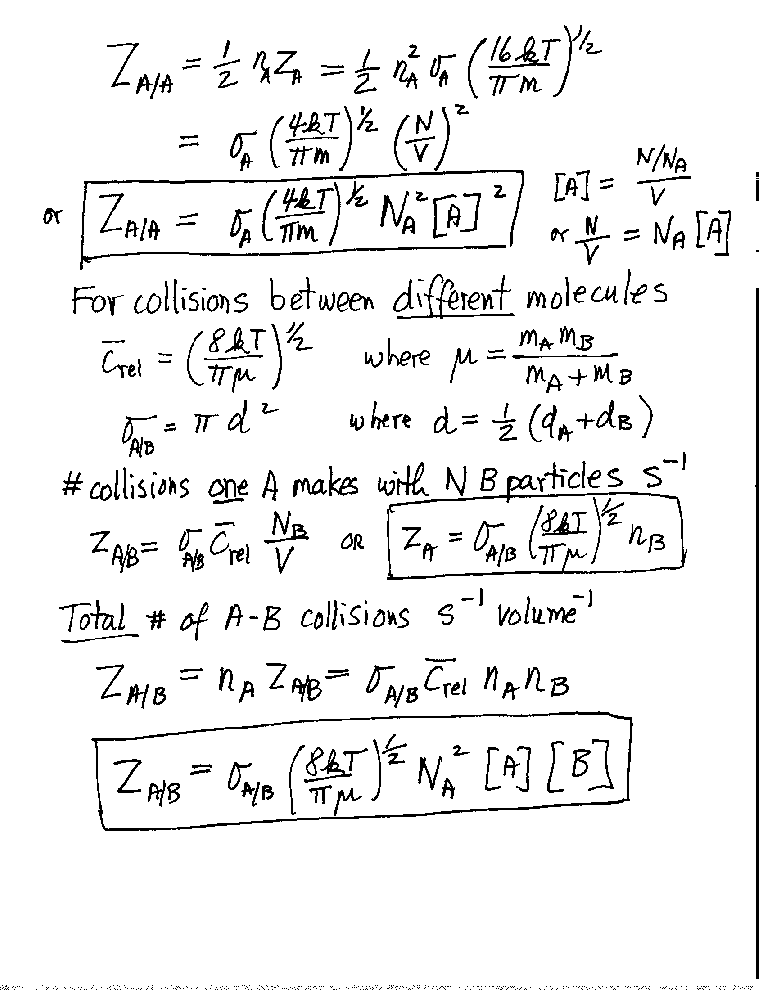 Z_{A/A} = 1/2 n_A Z_A = 1/2 n_A^2 σ_A (16kT/πm)^{1/2}
= σ_A (4kT/πm)^{1/2} (N/V)^2
or Z_{A/A} = σ_A (4kT/πm)^{1/2} N_A^2 [A]^2
[A] = (N/N_A)/V
or N/V = N_A [A]
For collisions between different molecules
C̄_rel = (8kT/πμ)^{1/2} where μ = m_A m_B/(m_A + m_B)
σ_{A/B} = π d^2 where d = 1/2 (d_A + d_B)
# collisions one A makes with N B particles s^{-1}
Z_{A/B} = σ_{A/B} C̄_rel N_B/V OR Z_A = σ_{A/B} (8kT/πμ)^{1/2} n_B
Total # of A-B collisions s^{-1} volume^{-1}
Z_{A/B} = n_A Z_{A/B} = σ_{A/B} C̄_rel n_A n_B
Z_{A/B} = σ_{A/B} (8kT/πμ)^{1/2} N_A^2 [A] [B]